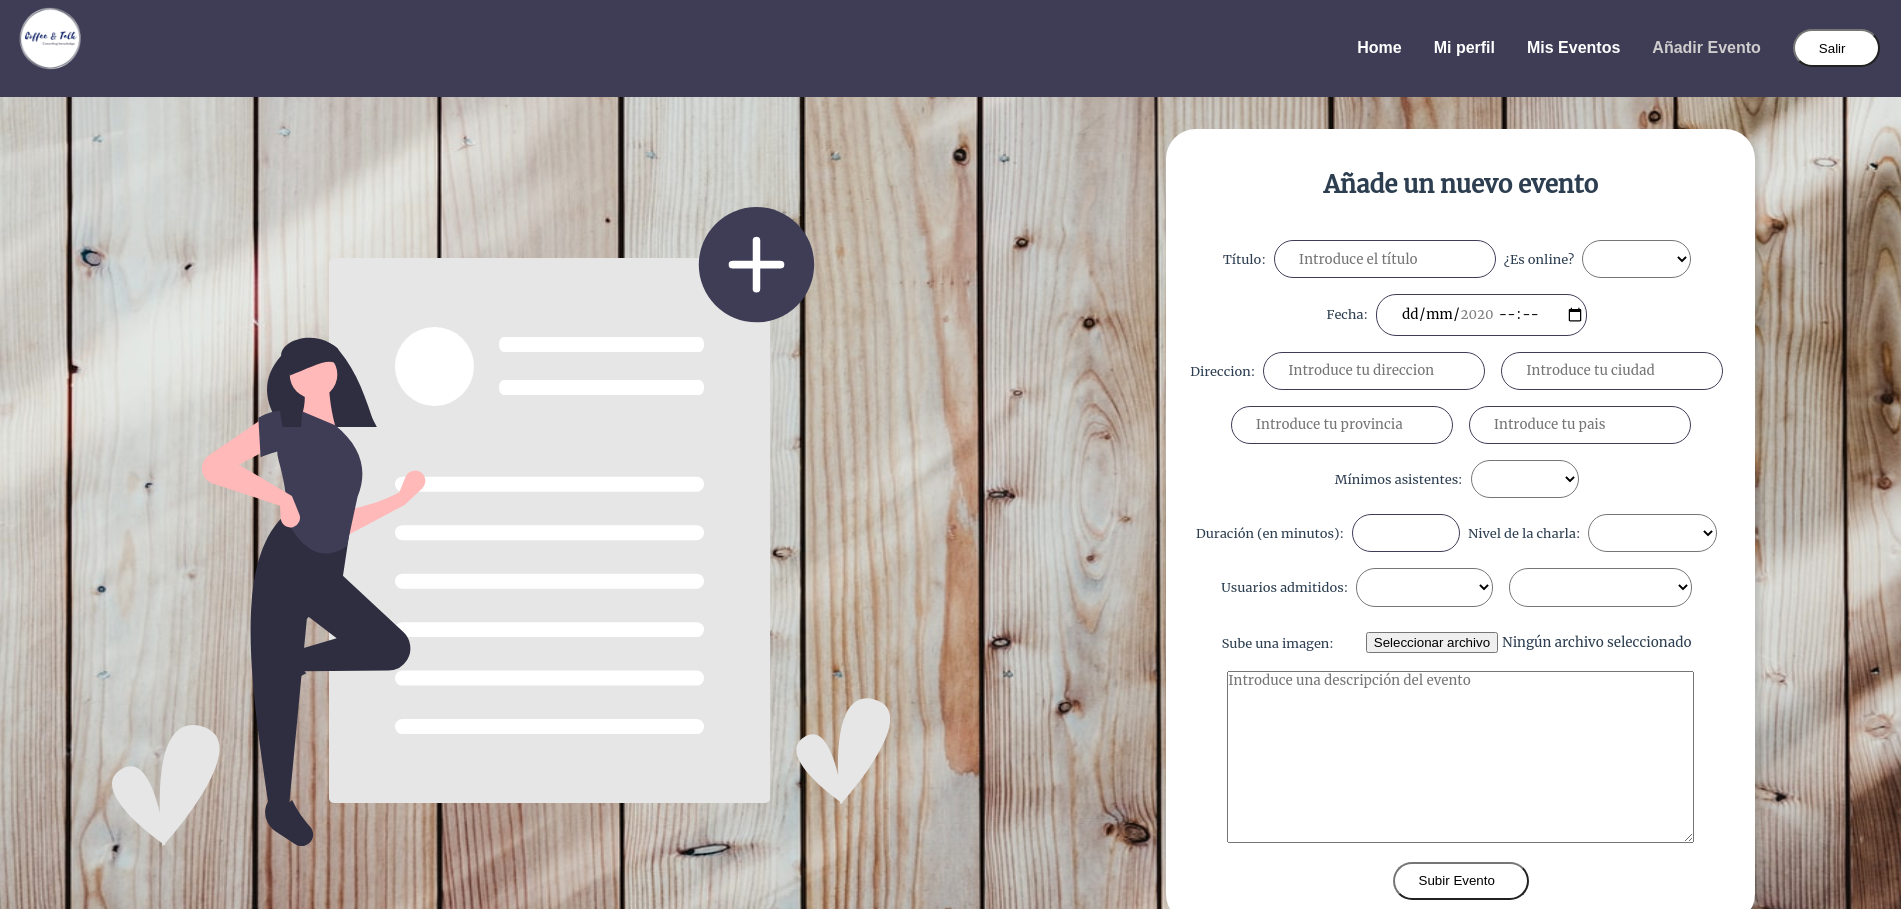 Coffee & Talk
Home Mi perfil Mis Eventos Añadir Evento Salir
Añade un nuevo evento
Título: Introduce el título ¿Es online?
Fecha: dd/mm/2020 --:--
Direccion: Introduce tu direccion Introduce tu ciudad
Introduce tu provincia Introduce tu pais
Mínimos asistentes:
Duración (en minutos): Nivel de la charla:
Usuarios admitidos:
Sube una imagen: Seleccionar archivo Ningún archivo seleccionado
Introduce una descripción del evento
Subir Evento